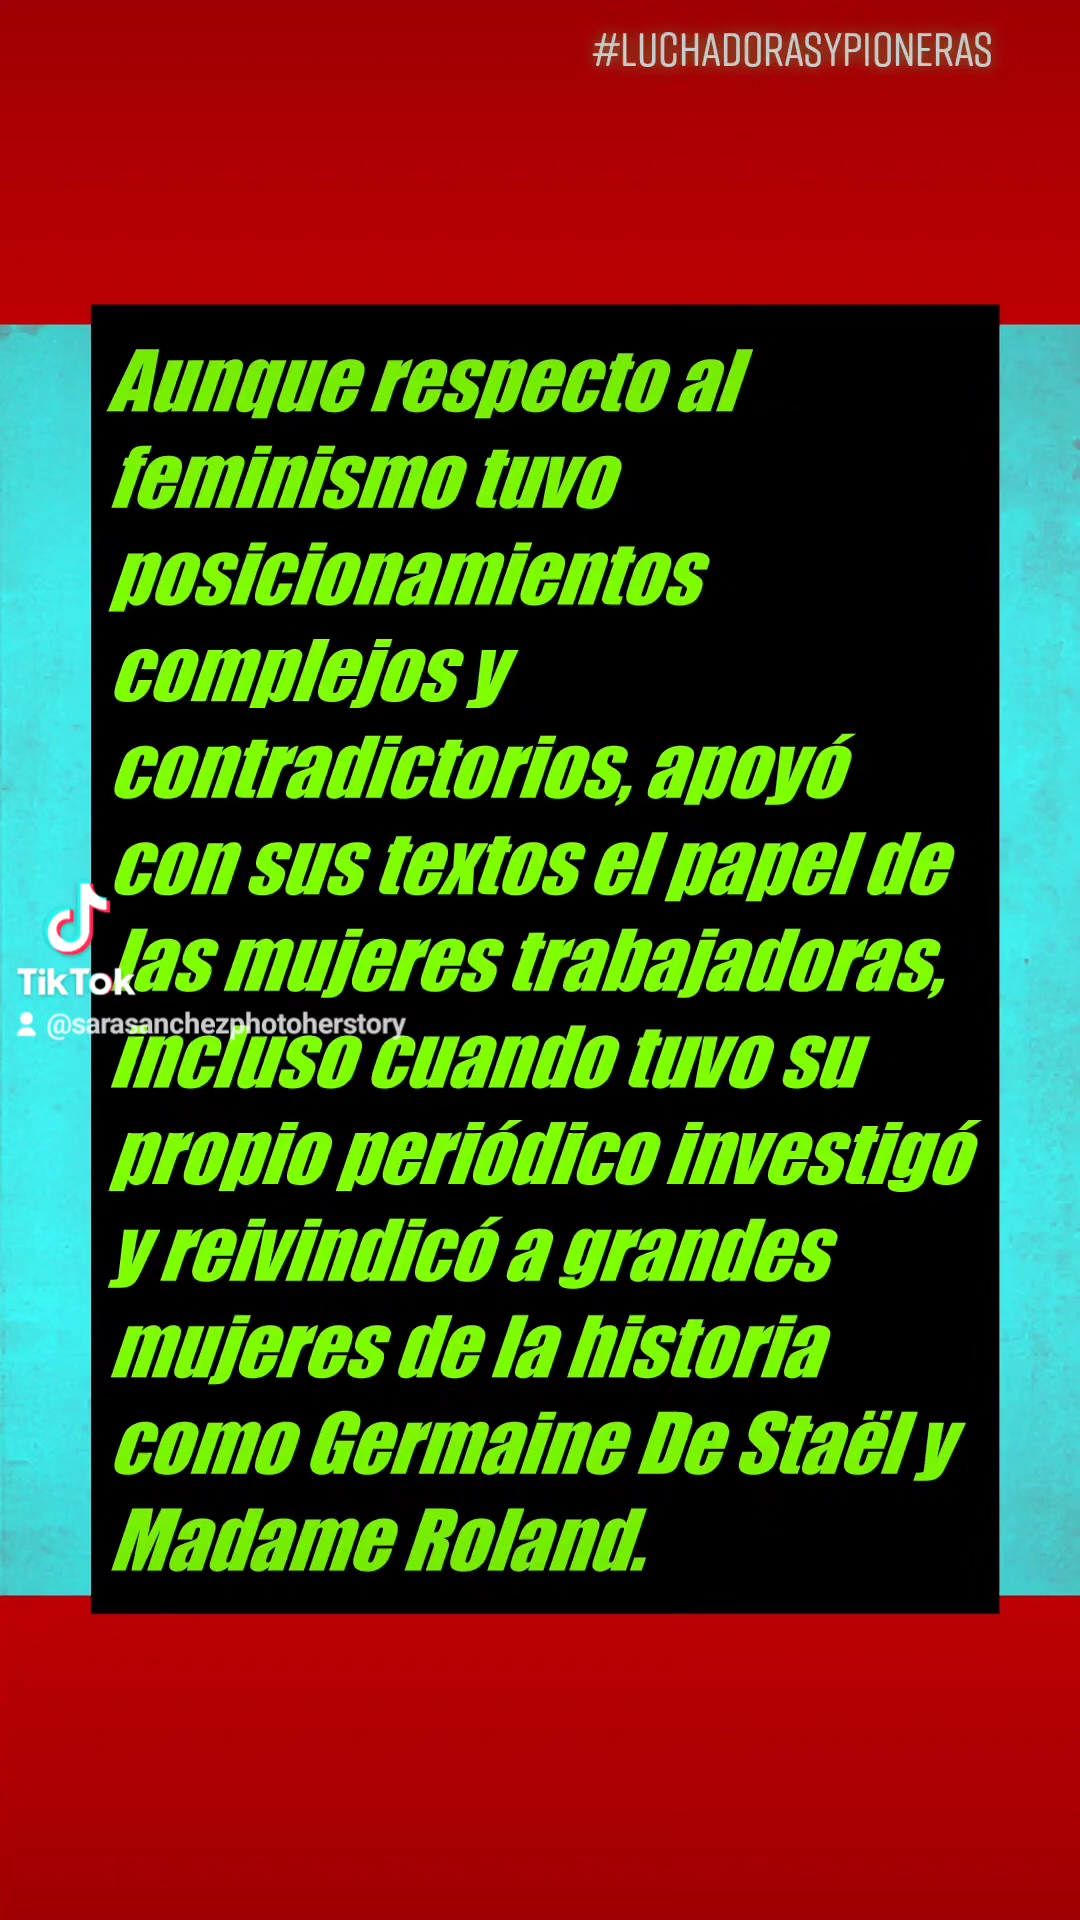 #LUCHADORASYPIONERAS
Aunque respecto al
feminismo tuvo
posicionamientos
complejos y
contradictorios, apoyó
con sus textos el papel de
las mujeres trabajadoras,
incluso cuando tuvo su
propio periódico investigó
y reivindicó a grandes
mujeres de la historia
como Germaine De Staël y
Madame Roland.
TikTok
@sarasanchezphotoherstory